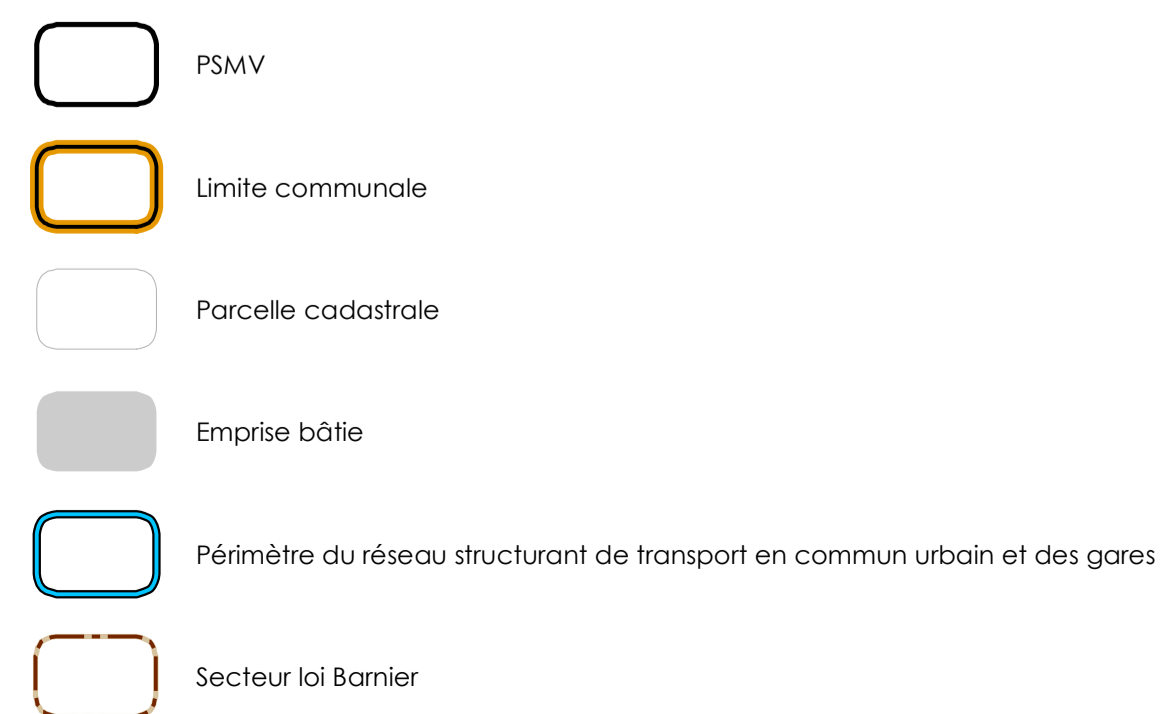 PSMV
Limite communale
Parcelle cadastrale
Emprise bâtie
Périmètre du réseau structurant de transport en commun urbain et des gares
Secteur loi Barnier